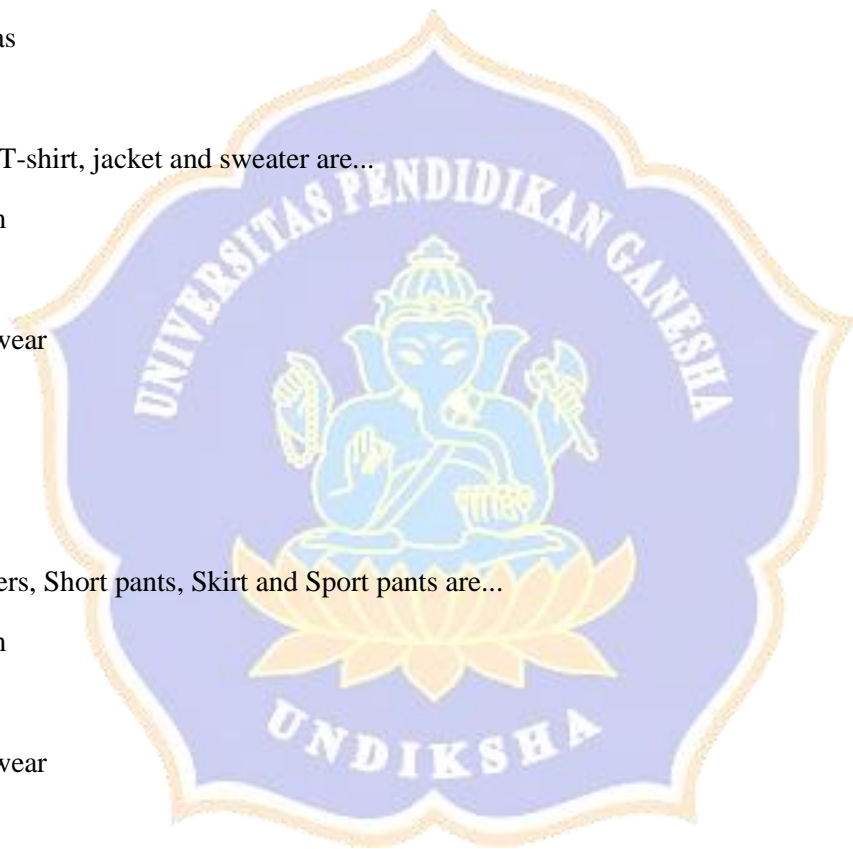 as
T-shirt, jacket and sweater are...
UNIVERSITAS PENDIDIKAN GANESHA
wear
ers, Short pants, Skirt and Sport pants are...
UNDIKSHA
wear